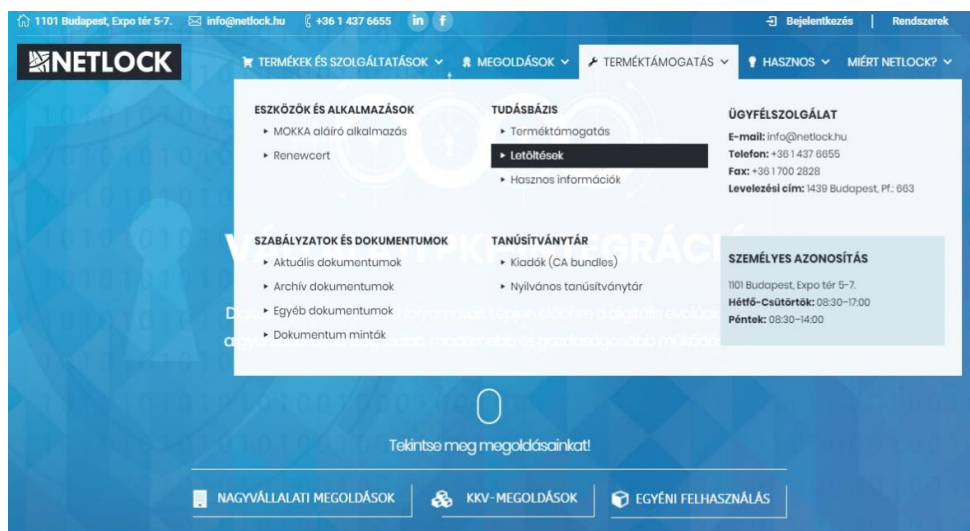 1101 Budapest, Expo tér 5-7. info@netlock.hu +36 1 437 6655 in f Bejelentkezés | Rendszerek
NETLOCK
TERMÉKEK ÉS SZOLGÁLTATÁSOK MEGOLDÁSOK TERMÉKTÁMOGATÁS HASZNOS MIÉRT NETLOCK?
ESZKÖZÖK ÉS ALKALMAZÁSOK
MOKKA aláíró alkalmazás
Renewcert
TUDÁSBÁZIS
Terméktámogatás
Letöltések
Hasznos információk
ÜGYFÉLSZOLGÁLAT
E-mail: info@netlock.hu
Telefon: +36 1 437 6655
Fax: +36 1 700 2828
Levelezési cím: 1439 Budapest, Pf.: 663
SZABÁLYZATOK ÉS DOKUMENTUMOK
Aktuális dokumentumok
Archív dokumentumok
Egyéb dokumentumok
Dokumentum minták
TANÚSÍTVÁNYTÁR
Kiadók (CA bundles)
Nyilvános tanúsítványtár
SZEMÉLYES AZONOSÍTÁS
1101 Budapest, Expo tér 5-7.
Hétfő-Csütörtök: 08:30-17:00
Péntek: 08:30-14:00
Tekintse meg megoldásainkat!
NAGYVÁLLALATI MEGOLDÁSOK KKV-MEGOLDÁSOK EGYÉNI FELHASZNÁLÁS